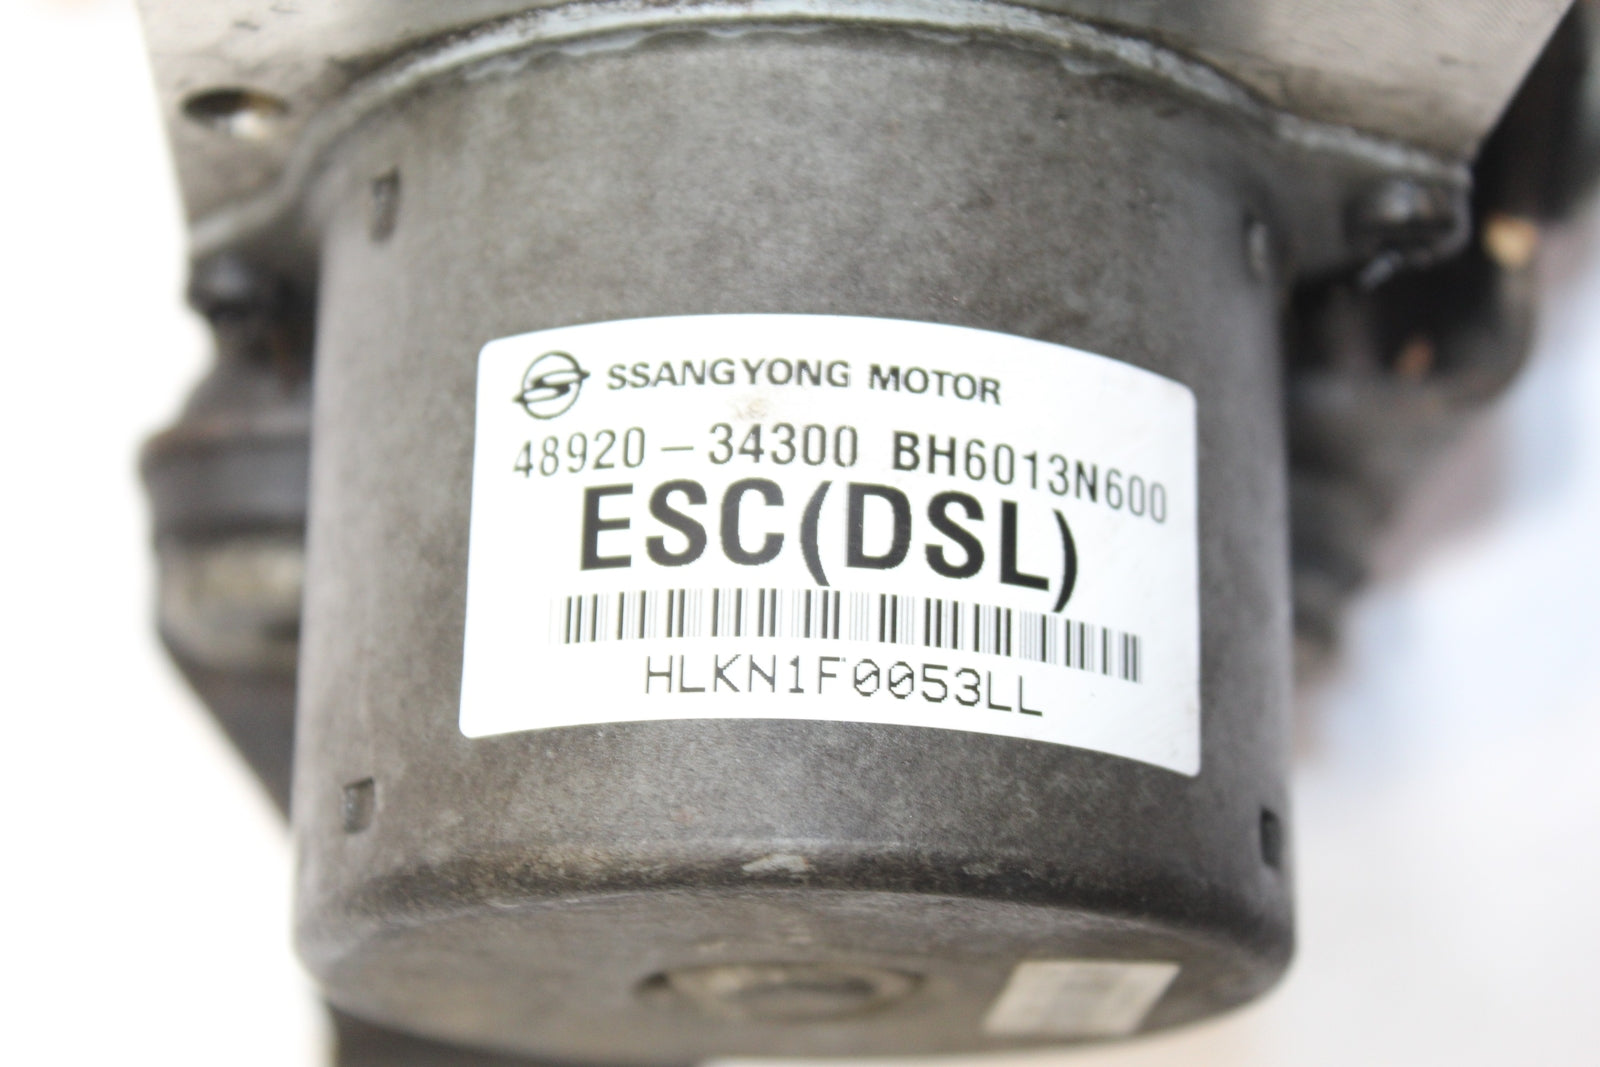 SSANGYONG MOTOR
48920-34300 BH6013N600
ESC(DSL)
HLKN1F0053LL